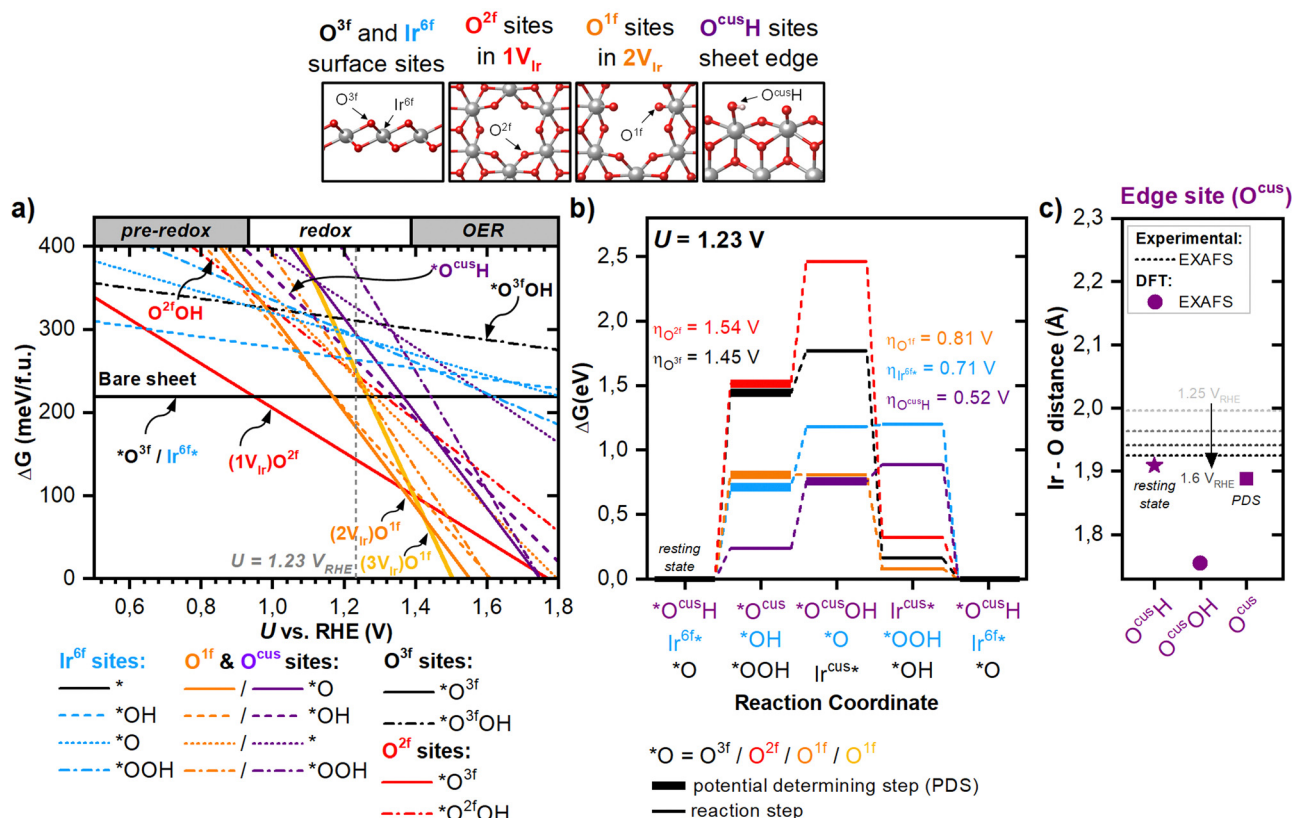 O3f and Ir6f
surface sites
O2f sites
in 1VIr
O1f sites
in 2VIr
OcusH sites
sheet edge
O3f
Ir6f
O2f
O1f
OcusH
a)
pre-redox
redox
OER
400
300
200
100
0
ΔG (meV/f.u.)
O2fOH
*OcusH
*O3fOH
Bare sheet
*O3f / Ir6f*
(1VIr)O2f
(2VIr)O1f
(3VIr)O1f
U = 1.23 VRHE
0,6 0,8 1,0 1,2 1,4 1,6 1,8
U vs. RHE (V)
Ir6f sites:
*
*OH
*O
*OOH
O1f & Ocus sites:
/ *O
/ *OH
/ *
/ *OOH
O3f sites:
*O3f
*O3fOH
O2f sites:
*O3f
*O2fOH
b)
U = 1.23 V
2,5
2,0
1,5
1,0
0,5
0,0
ΔG(eV)
ηO2f = 1.54 V
ηO3f = 1.45 V
ηO1f = 0.81 V
ηIr6f* = 0.71 V
ηOcusH = 0.52 V
resting
state
*OcusH *Ocus *OcusOH Ircus* *OcusH
Ir6f* *OH *O *OOH Ir6f*
*O *OOH Ircus* *OH *O
Reaction Coordinate
*O = O3f / O2f / O1f / O1f
potential determining step (PDS)
reaction step
c)
Edge site (Ocus)
2,3
2,2
2,1
2,0
1,9
1,8
Ir - O distance (Å)
Experimental:
EXAFS
DFT:
EXAFS
1.25 VRHE
1.6 VRHE
resting
state
PDS
OcusH
OcusOH
Ocus